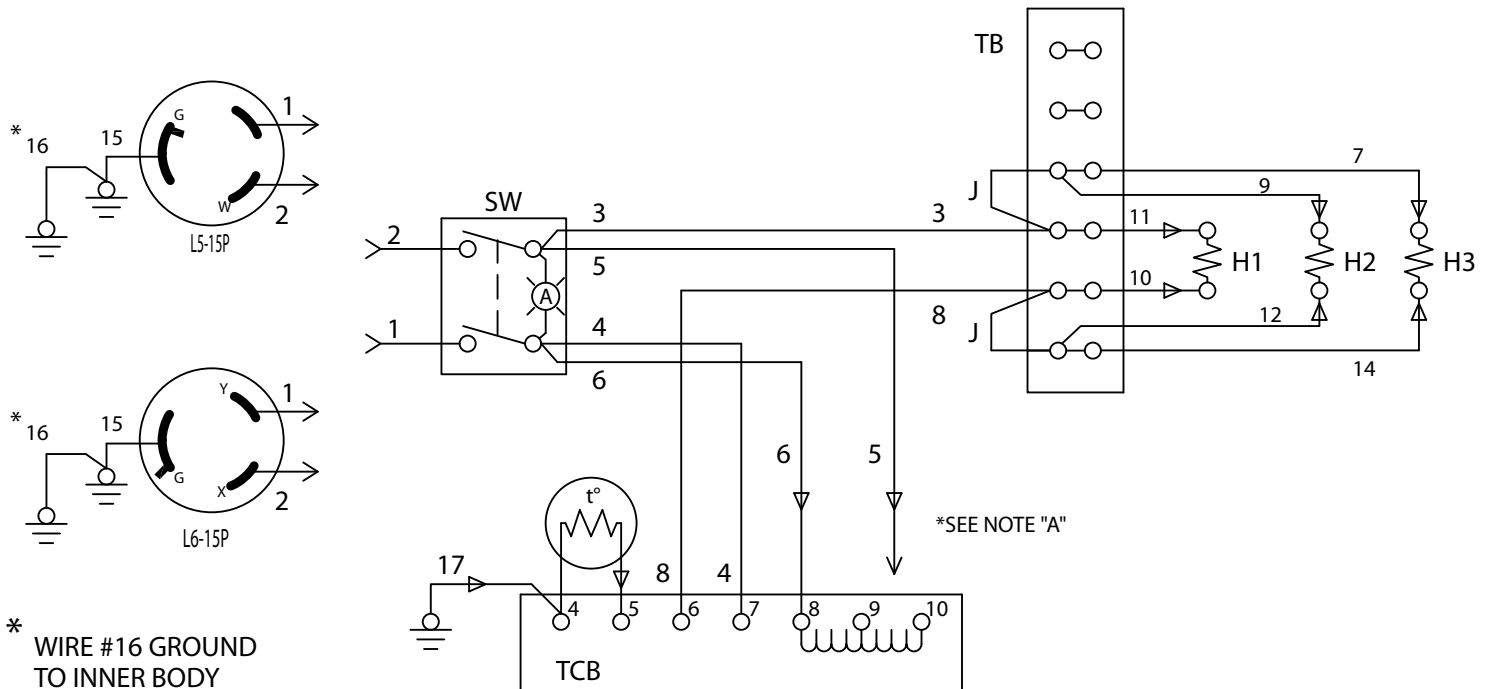 TB
G
1
*
16
15
W
2
L5-15P
7
9
SW
J
3
3
11
2
5
H1
H2
H3
A
10
4
8
12
1
J
6
14
Y
1
*
16
15
G
X
2
L6-15P
6
5
t°
*SEE NOTE "A"
17
8
4
4
5
6
7
8
9
10
*
WIRE #16 GROUND
TO INNER BODY
TCB